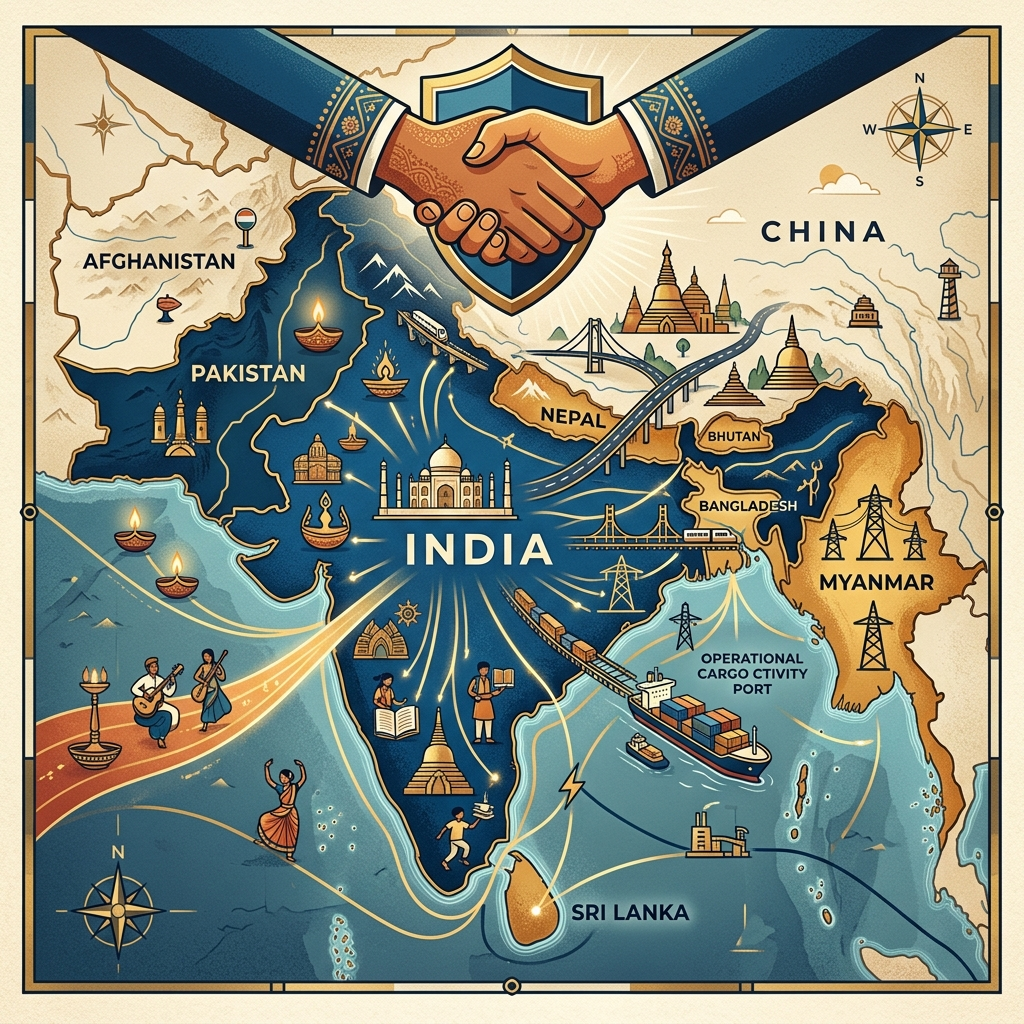 N
W E
S
CHINA
AFGHANISTAN
PAKISTAN
NEPAL
BHUTAN
BANGLADESH
INDIA
MYANMAR
OPERATIONAL
CARGO CTIVITY
PORT
N
SRI LANKA